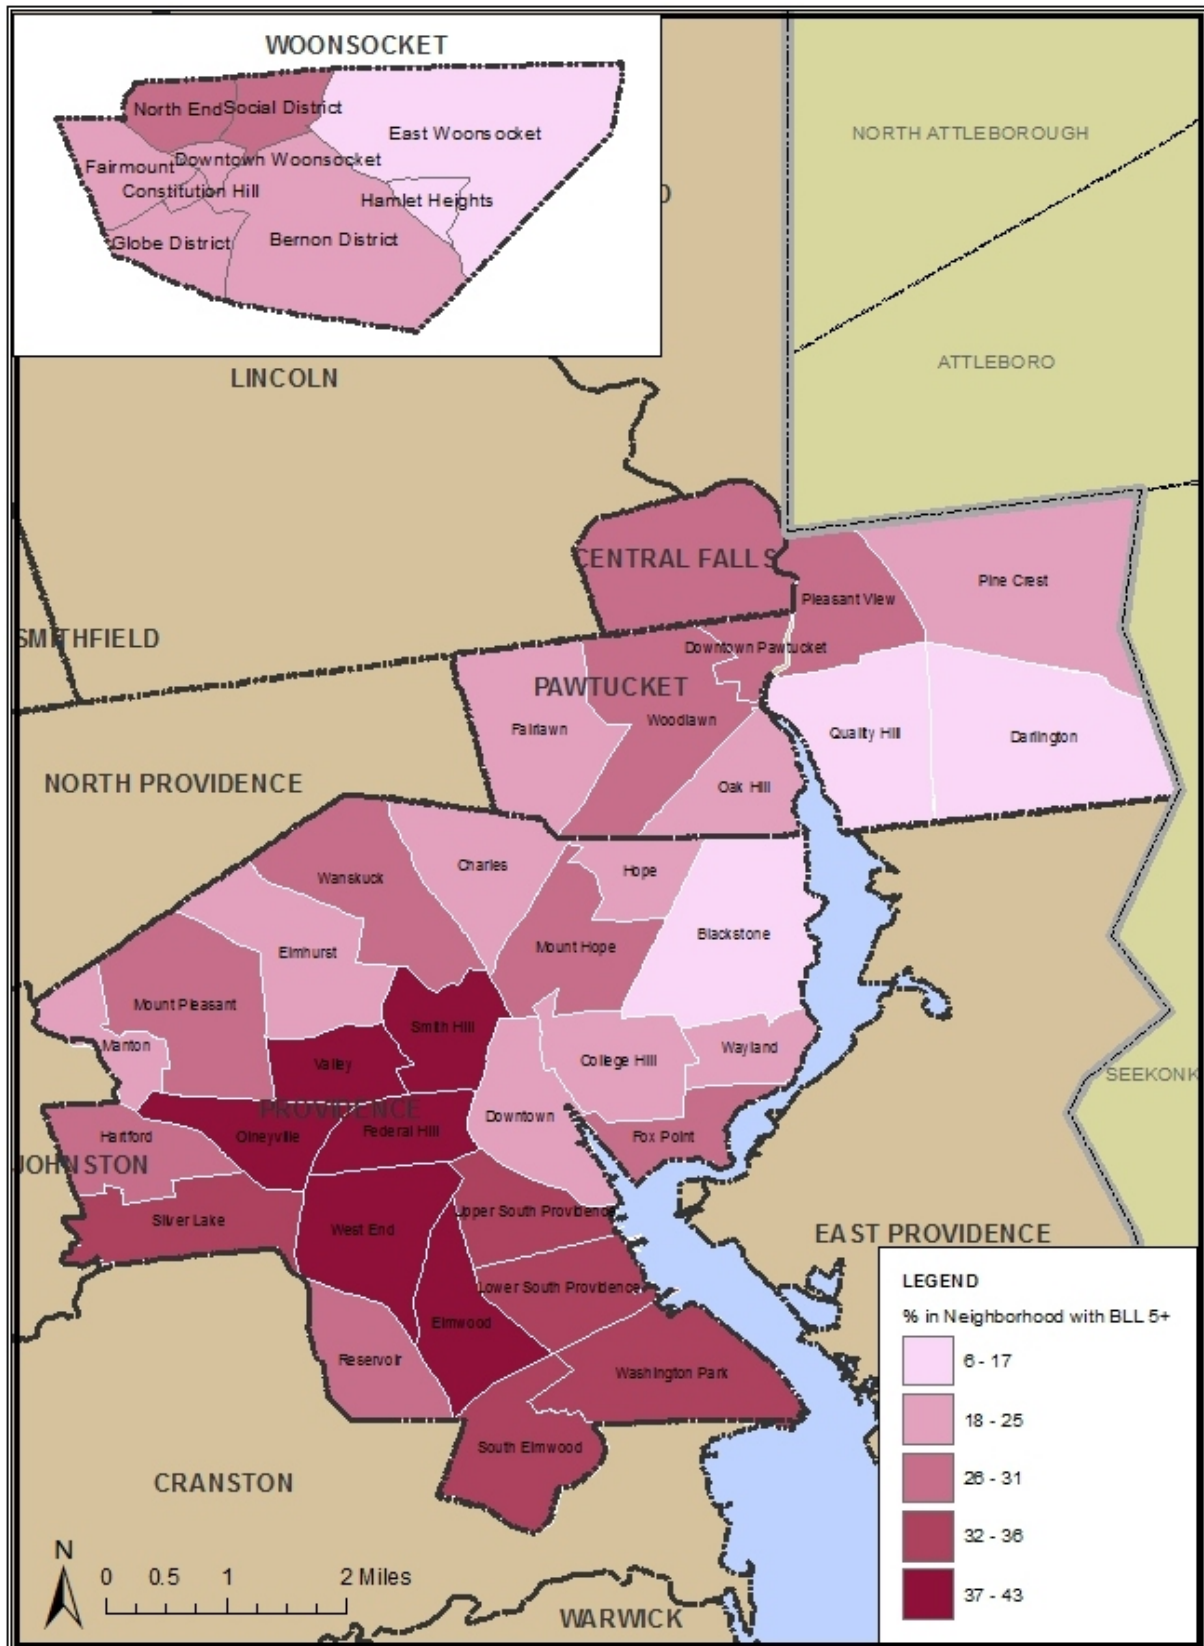 WOONSOCKET
North End
Social District
East Woonsocket
Downtown Woonsocket
Fairmount
Constitution Hill
Hamlet Heights
Globe District
Bernon District
NORTH ATTLEBOROUGH
LINCOLN
ATTLEBORO
CENTRAL FALLS
Pine Crest
Pleasant View
SMITHFIELD
Downtown Pawtucket
PAWTUCKET
Woodlawn
Fairlawn
Quality Hill
Darlington
NORTH PROVIDENCE
Oak Hill
Charles
Hope
Wanskuck
Blackstone
Mount Hope
Elmhurst
Mount Pleasant
Smith Hill
Manton
Valley
College Hill
Wayland
SEEKONK
PROVIDENCE
Downtown
Hartford
Olneyville
Federal Hill
Fox Point
JOHNSTON
Silver Lake
West End
Upper South Providence
EAST PROVIDENCE
Lower South Providence
Elmwood
Reservoir
Washington Park
South Elmwood
CRANSTON
WARWICK
N
0 0.5 1 2 Miles
LEGEND
% in Neighborhood with BLL 5+
6 - 17
18 - 25
26 - 31
32 - 36
37 - 43